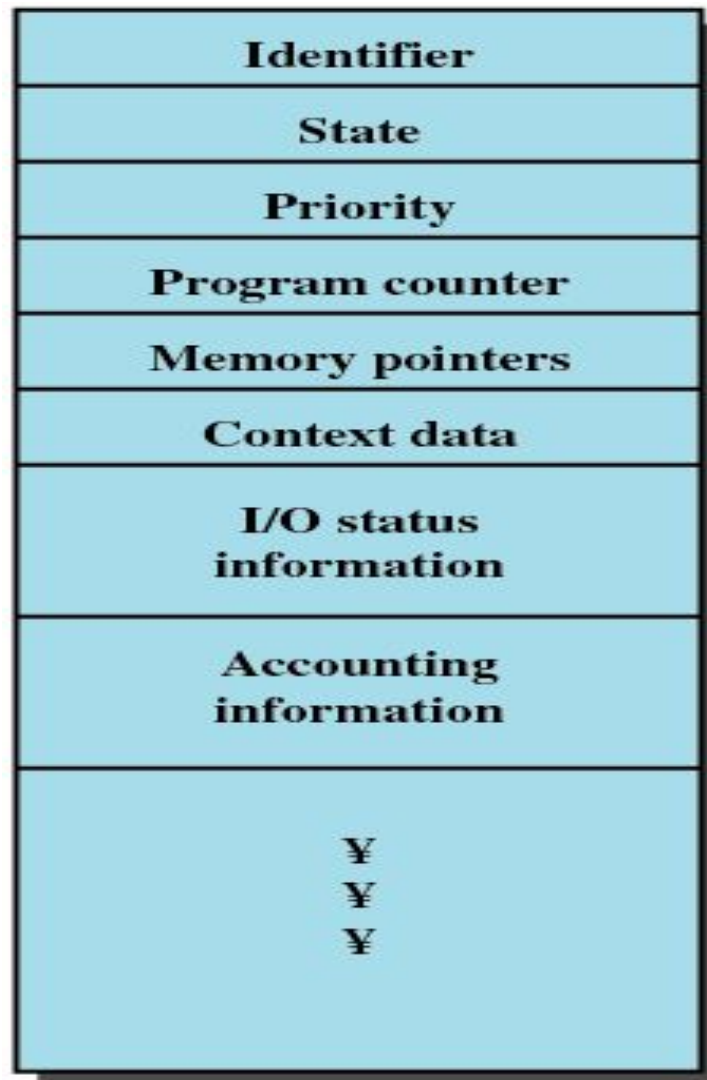 Identifier
State
Priority
Program counter
Memory pointers
Context data
I/O status
information
Accounting
information
¥
¥
¥